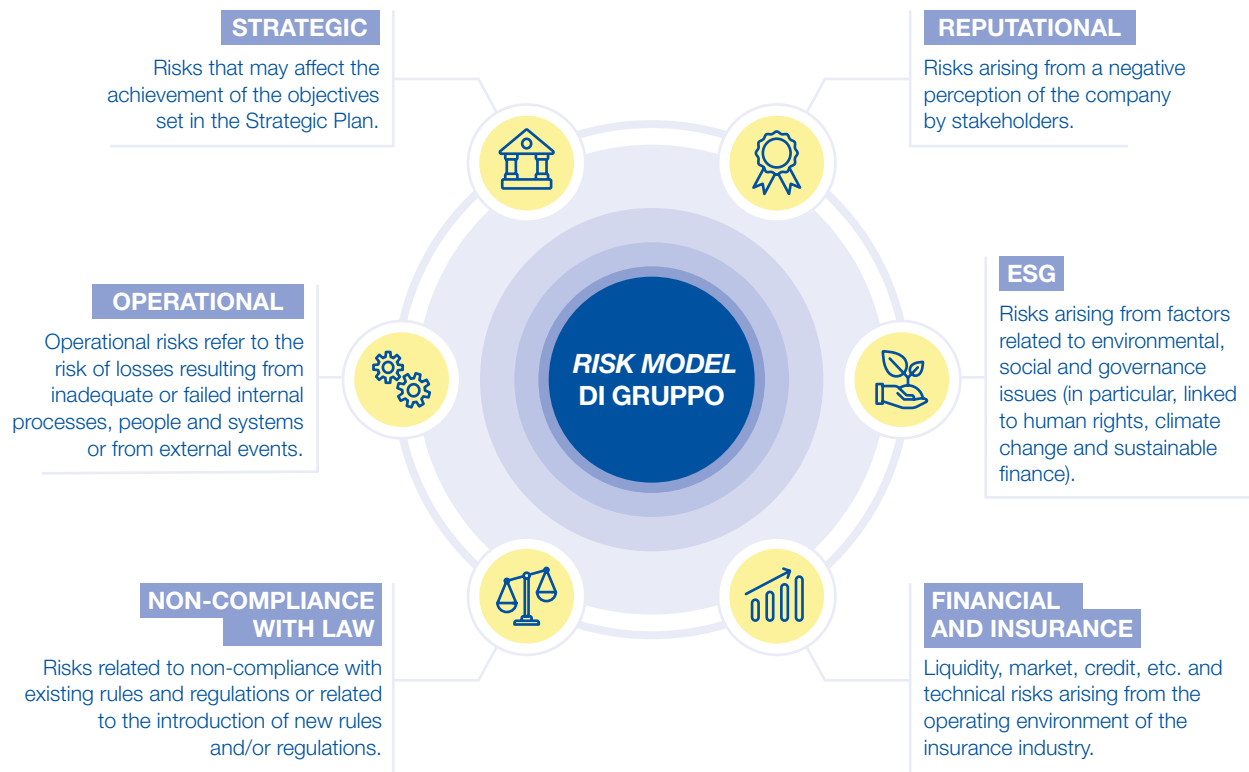 STRATEGIC
Risks that may affect the
achievement of the objectives
set in the Strategic Plan.
REPUTATIONAL
Risks arising from a negative
perception of the company
by stakeholders.
OPERATIONAL
Operational risks refer to the
risk of losses resulting from
inadequate or failed internal
processes, people and systems
or from external events.
RISK MODEL
DI GRUPPO
ESG
Risks arising from factors
related to environmental,
social and governance
issues (in particular, linked
to human rights, climate
change and sustainable
finance).
NON-COMPLIANCE
WITH LAW
Risks related to non-compliance with
existing rules and regulations or related
to the introduction of new rules
and/or regulations.
FINANCIAL
AND INSURANCE
Liquidity, market, credit, etc. and
technical risks arising from the
operating environment of the
insurance industry.